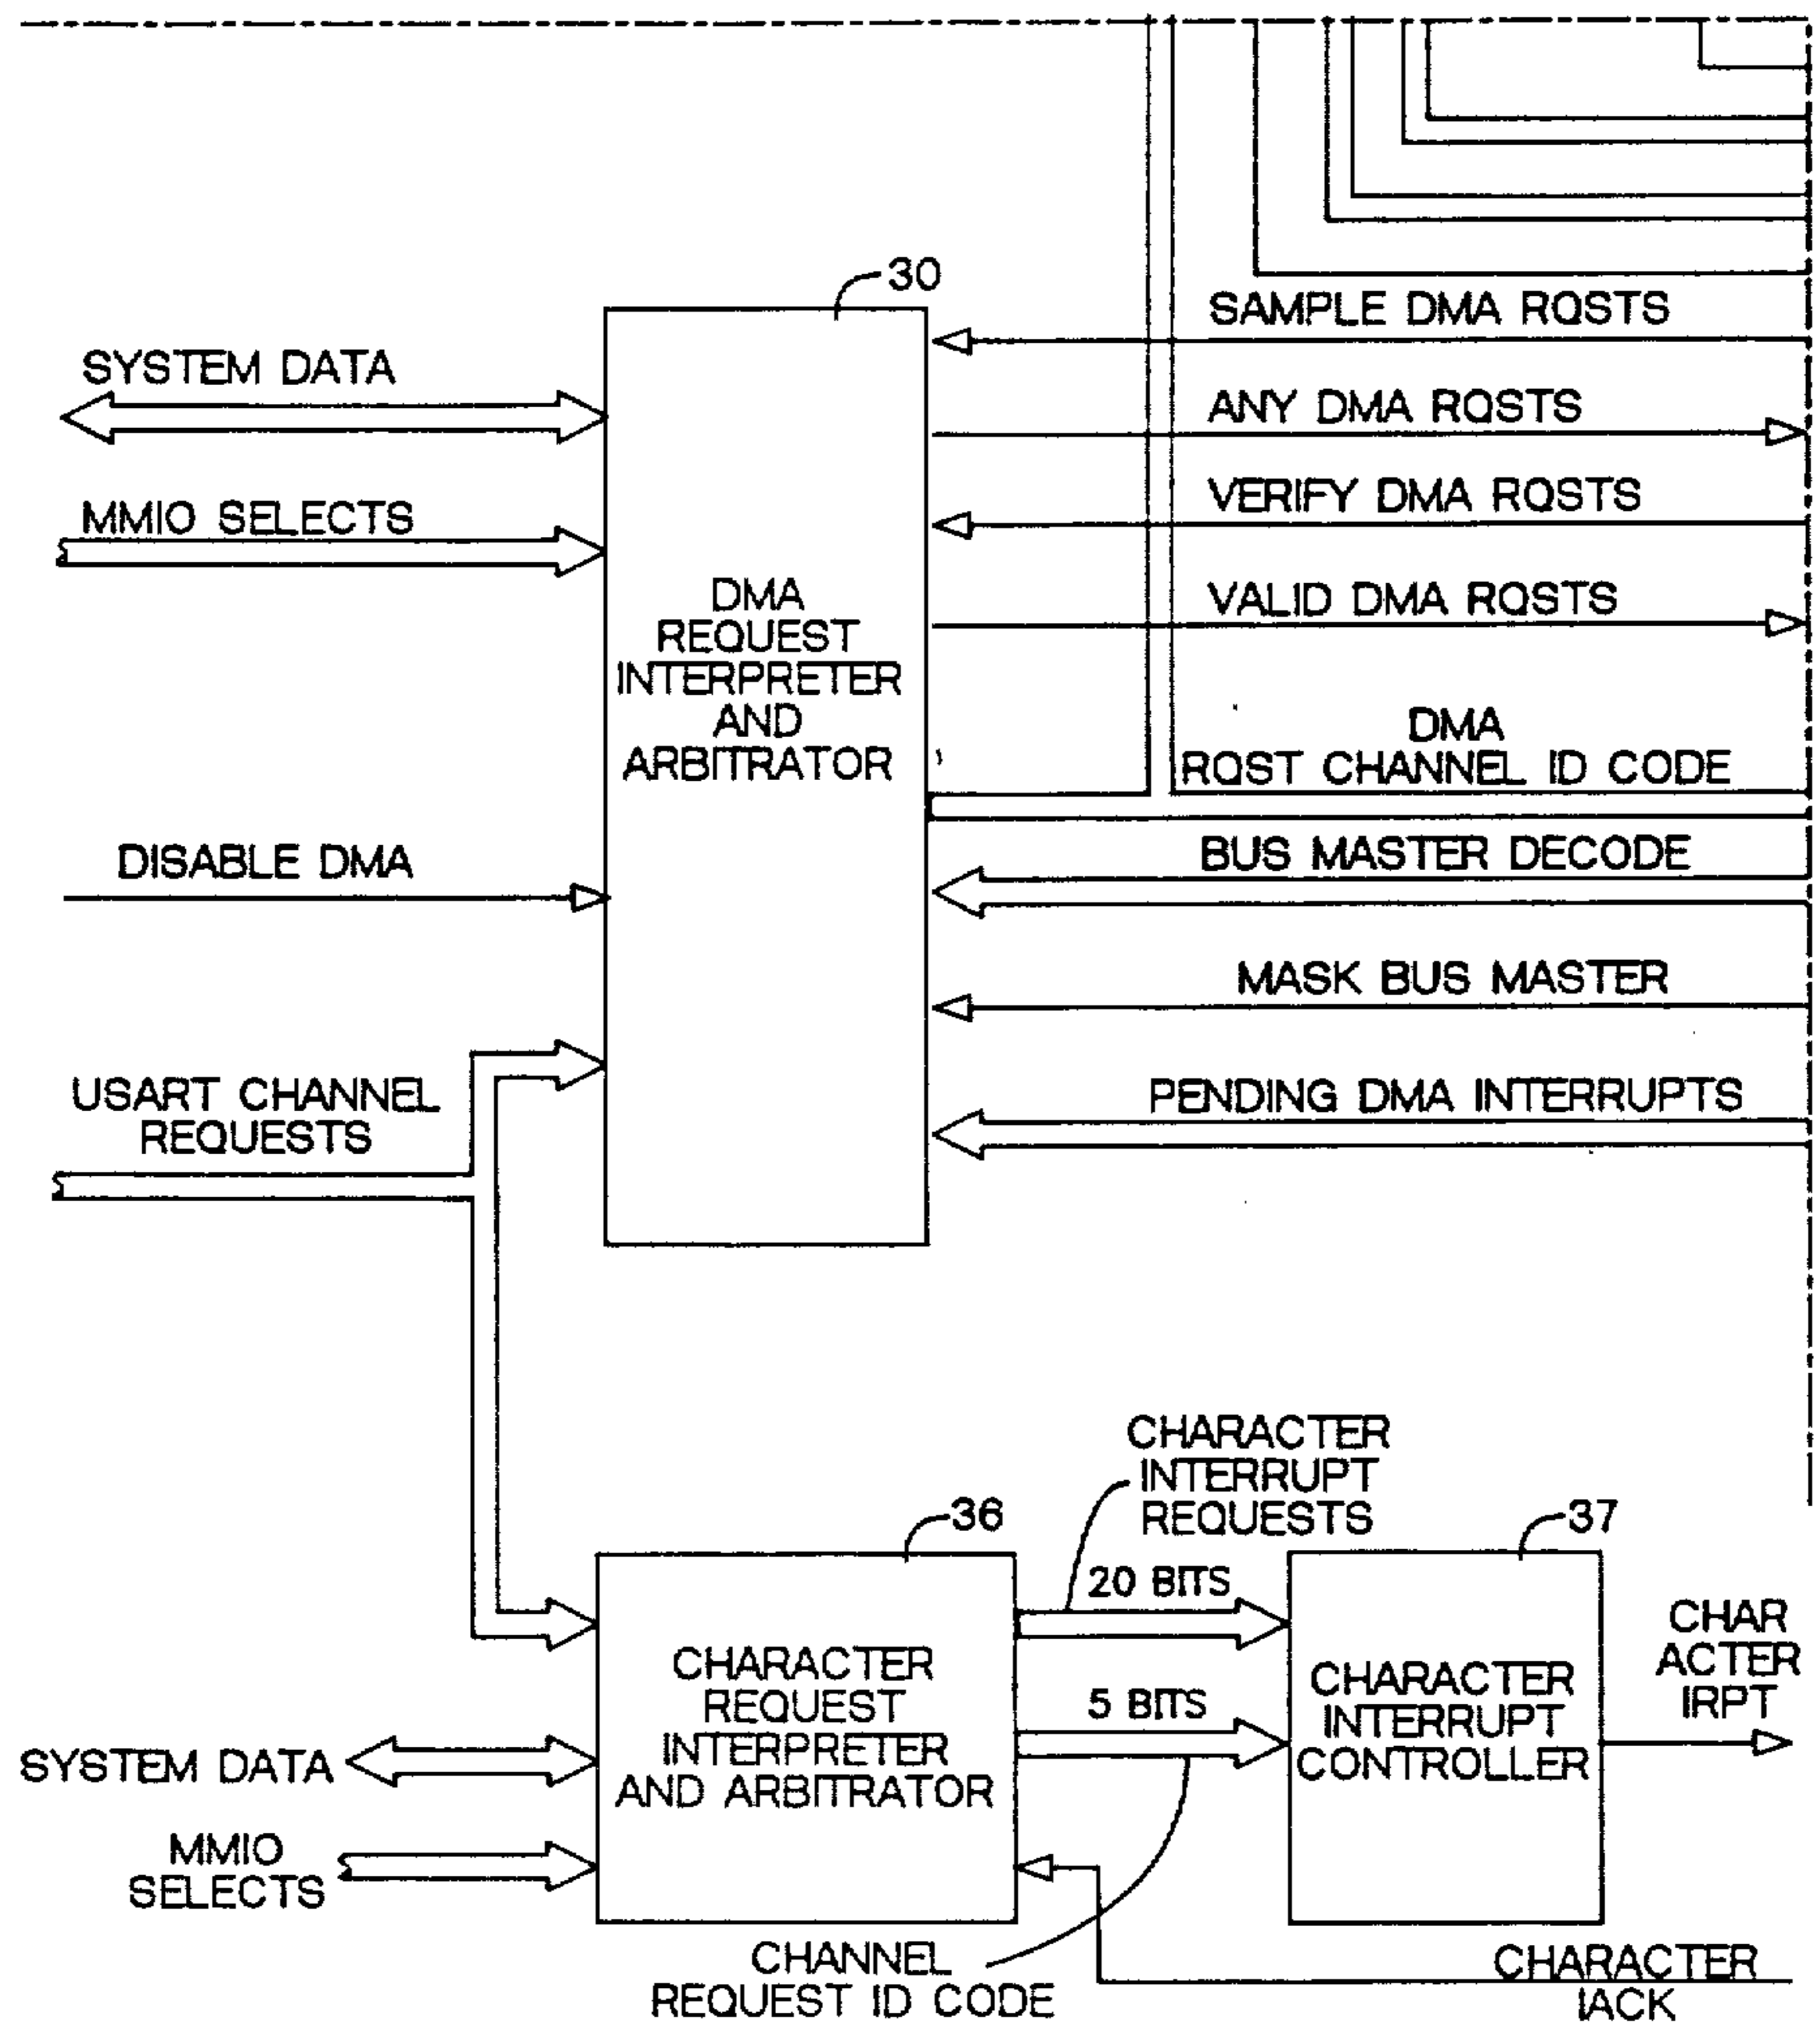 30
SAMPLE DMA RQSTS
SYSTEM DATA
ANY DMA RQSTS
VERIFY DMA RQSTS
MMIO SELECTS
DMA
REQUEST
INTERPRETER
AND
ARBITRATOR
VALID DMA RQSTS
DMA
RQST CHANNEL ID CODE
DISABLE DMA
BUS MASTER DECODE
MASK BUS MASTER
USART CHANNEL
REQUESTS
PENDING DMA INTERRUPTS
CHARACTER
INTERRUPT
REQUESTS
36
37
20 BITS
CHARACTER
REQUEST
INTERPRETER
AND ARBITRATOR
5 BITS
CHARACTER
INTERRUPT
CONTROLLER
CHAR
ACTER
IRPT
SYSTEM DATA
MMIO
SELECTS
CHANNEL
REQUEST ID CODE
CHARACTER
IACK